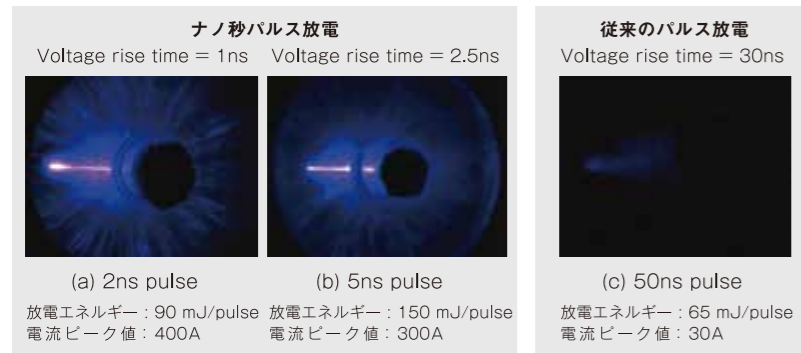 ナノ秒パルス放電
Voltage rise time = 1ns
Voltage rise time = 2.5ns
(a) 2ns pulse
放電エネルギー：90 mJ/pulse
電流ピーク値：400A
(b) 5ns pulse
放電エネルギー：150 mJ/pulse
電流ピーク値：300A
従来のパルス放電
Voltage rise time = 30ns
(c) 50ns pulse
放電エネルギー：65 mJ/pulse
電流ピーク値：30A